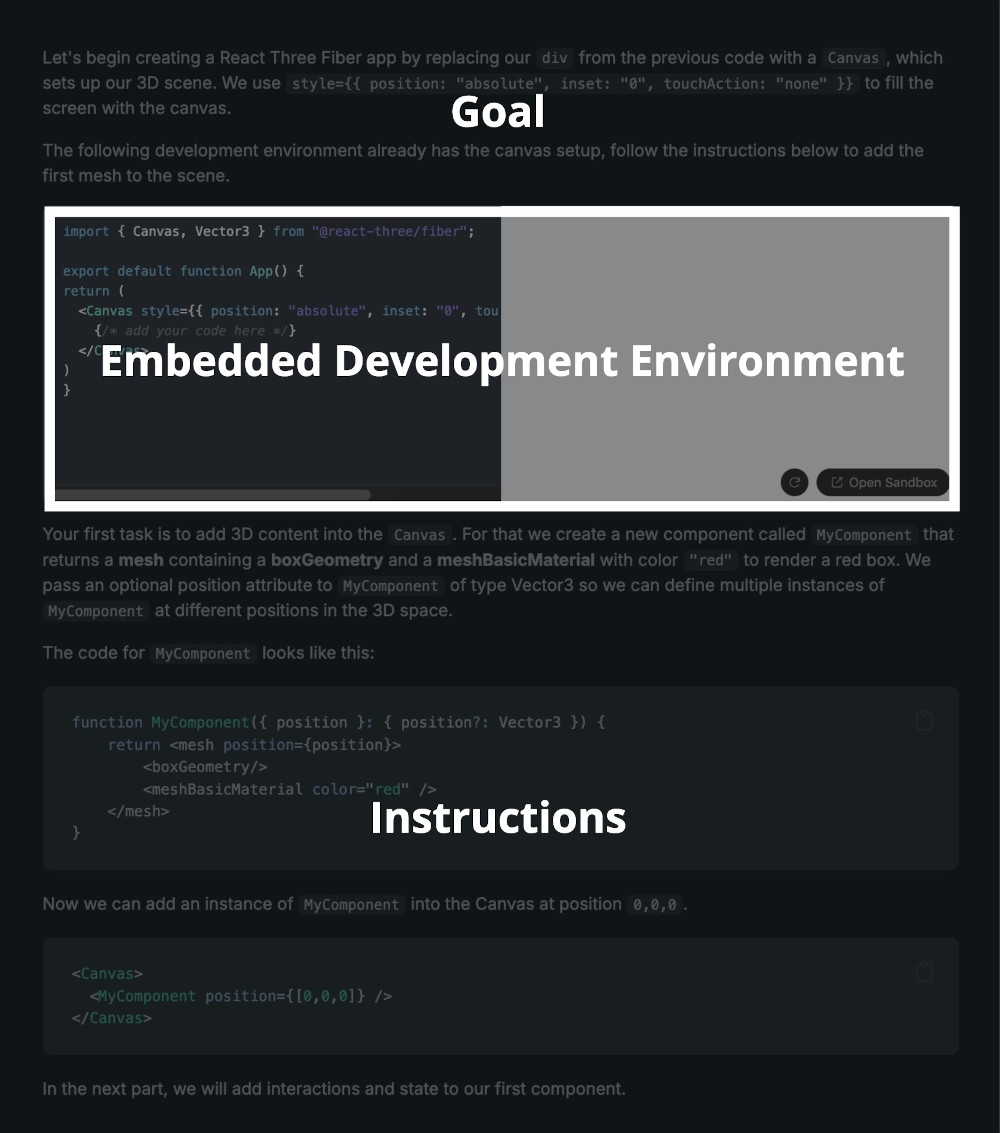 Let's begin creating a React Three Fiber app by replacing our div from the previous code with a Canvas, which
sets up our 3D scene. We use style={{ position: "absolute", inset: "0", touchAction: "none" }} to fill the
screen with the canvas.
Goal
The following development environment already has the canvas setup, follow the instructions below to add the
first mesh to the scene.
import { Canvas, Vector3 } from "@react-three/fiber";
export default function App() {
return (
<Canvas style={{ position: "absolute", inset: "0", tou
{/* add your code here */}
</Canvas>
)
}
Embedded Development Environment
Open Sandbox
Your first task is to add 3D content into the Canvas. For that we create a new component called MyComponent that
returns a mesh containing a boxGeometry and a meshBasicMaterial with color "red" to render a red box. We
pass an optional position attribute to MyComponent of type Vector3 so we can define multiple instances of
MyComponent at different positions in the 3D space.
The code for MyComponent looks like this:
function MyComponent({ position }: { position?: Vector3 }) {
return <mesh position={position}>
<boxGeometry/>
<meshBasicMaterial color="red" />
</mesh>
}
Instructions
Now we can add an instance of MyComponent into the Canvas at position 0,0,0.
<Canvas>
<MyComponent position={[0,0,0]} />
</Canvas>
In the next part, we will add interactions and state to our first component.